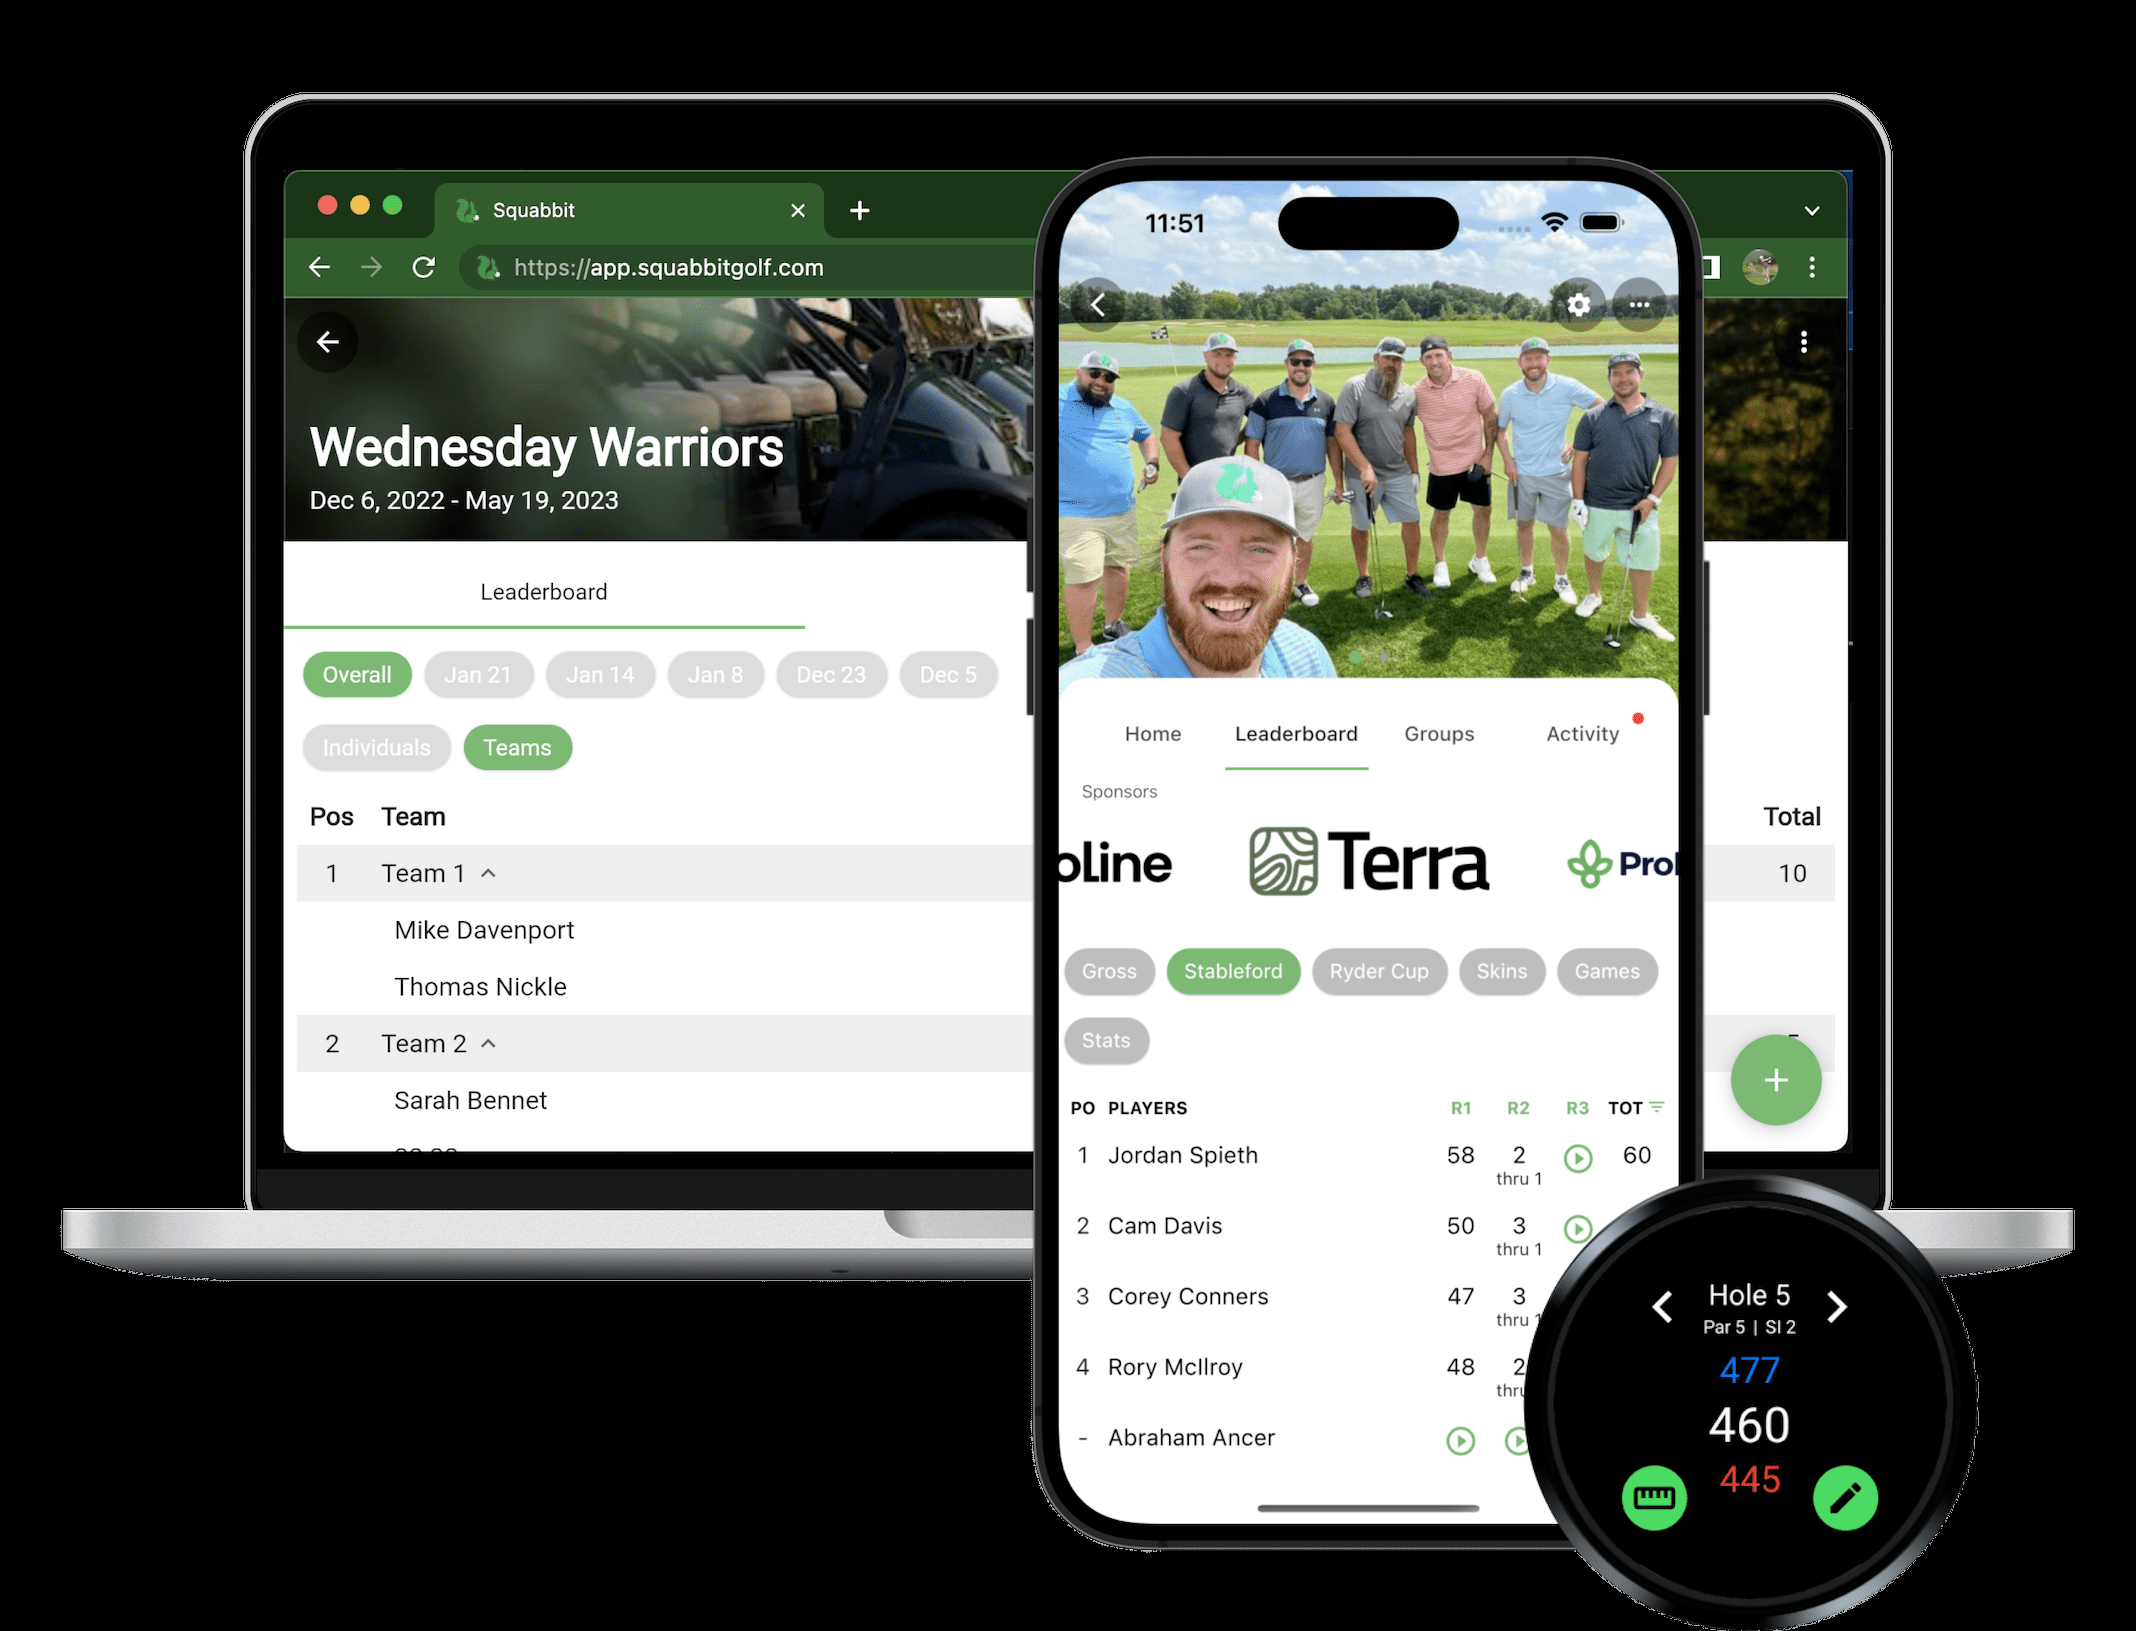 Squabbit
https://app.squabbitgolf.com
Wednesday Warriors
Dec 6, 2022 - May 19, 2023
Leaderboard
Overall Jan 21 Jan 14 Jan 8 Dec 23 Dec 5
Individuals Teams
Pos Team Total
1 Team 1 10
Mike Davenport
Thomas Nickle
2 Team 2
Sarah Bennet
11:51
Home Leaderboard Groups Activity
Sponsors
oline Terra
Gross Stableford Ryder Cup Skins Games
Stats
PO PLAYERS R1 R2 R3 TOT
1 Jordan Spieth 58 2 60
thru 1
2 Cam Davis 50 3
thru 1
3 Corey Conners 47 3
thru 1
4 Rory McIlroy 48 2
thru
- Abraham Ancer
Hole 5
Par 5 | SI 2
477
460
445